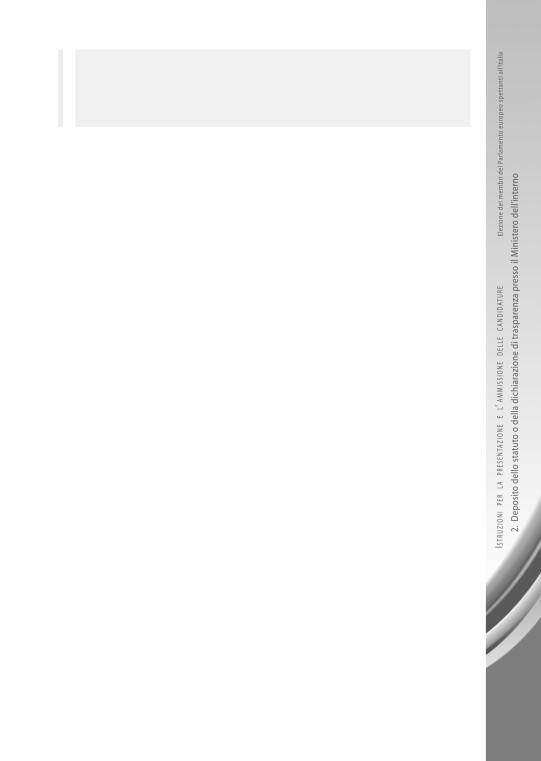 Istruzioni per la presentazione e l'ammissione delle candidature
Elezione dei membri del Parlamento europeo spettanti all'Italia
2. Deposito dello statuto o della dichiarazione di trasparenza presso il Ministero dell'interno